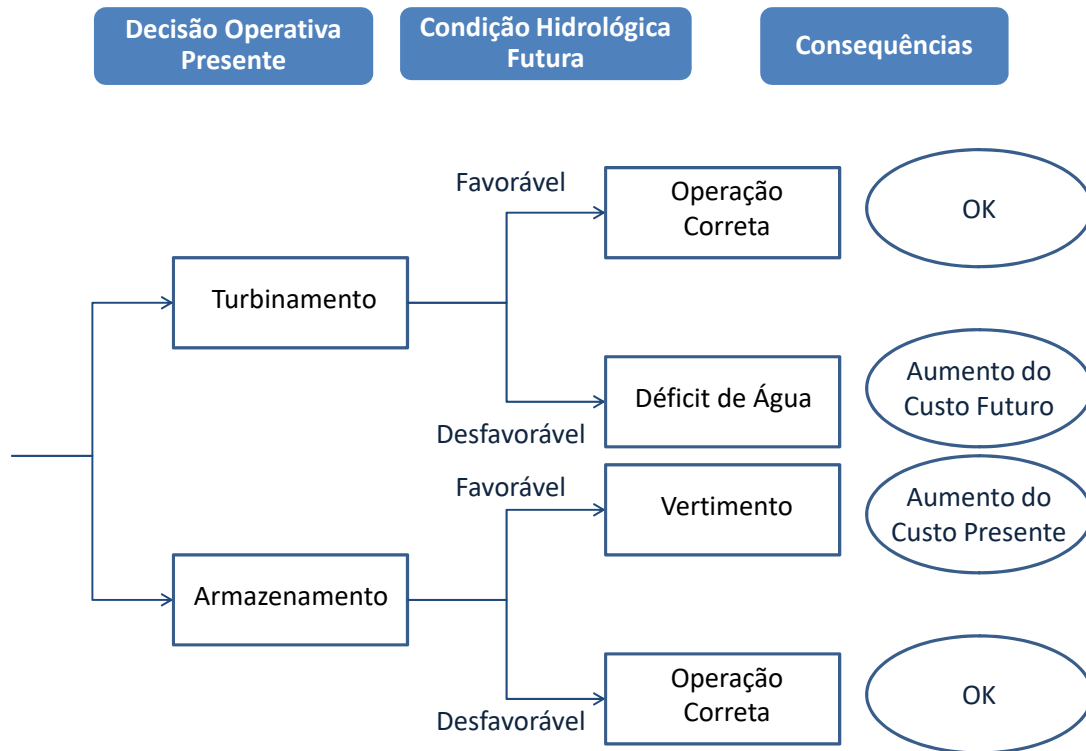 Decisão Operativa
Presente
Condição Hidrológica
Futura
Consequências
Favorável
Operação
Correta
OK
Turbinamento
Desfavorável
Déficit de Água
Aumento do
Custo Futuro
Favorável
Vertimento
Aumento do
Custo Presente
Armazenamento
Desfavorável
Operação
Correta
OK